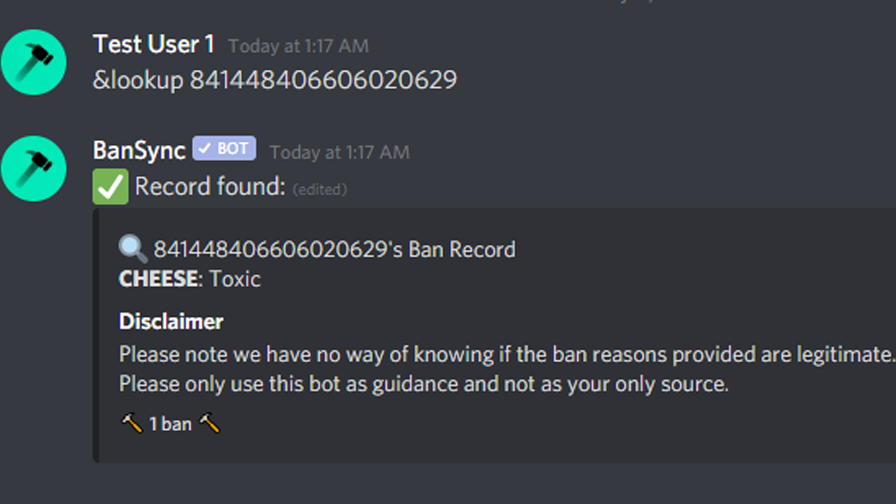 Test User 1 Today at 1:17 AM
&lookup 841448406606020629
BanSync ✓ BOT Today at 1:17 AM
✅ Record found: (edited)
🔍 841448406606020629's Ban Record
CHEESE: Toxic
Disclaimer
Please note we have no way of knowing if the ban reasons provided are legitimate.
Please only use this bot as guidance and not as your only source.
🔨 1 ban 🔨